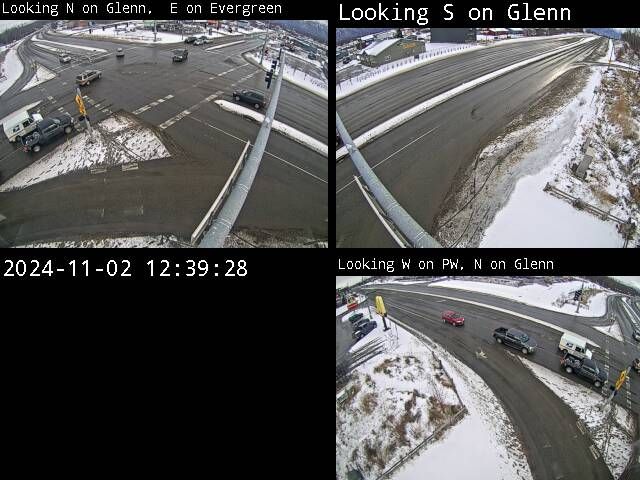 Looking N on Glenn, E on Evergreen
Looking S on Glenn
2024-11-02 12:39:28
Looking W on PW, N on Glenn